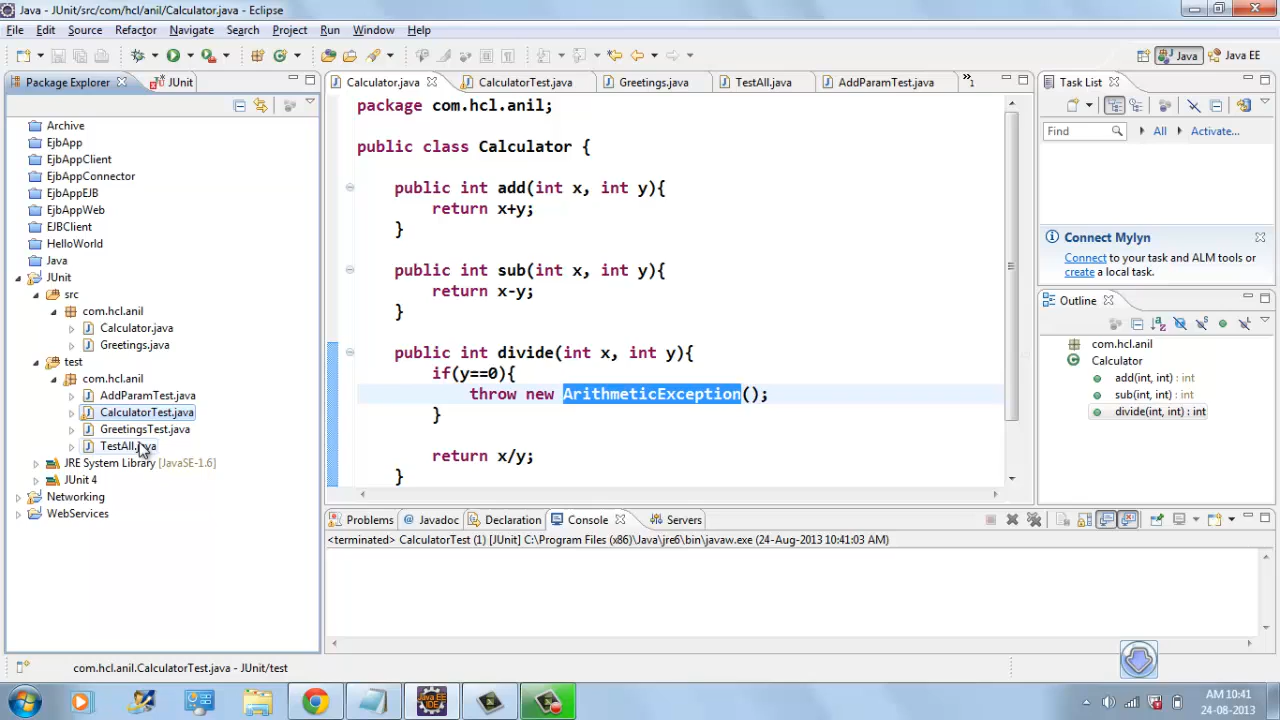 Java - JUnit/src/com/hcl/anil/Calculator.java - Eclipse
File Edit Source Refactor Navigate Search Project Run Window Help
Java Java EE
Package Explorer JUnit
Archive
EjbApp
EjbAppClient
EjbAppConnector
EjbAppEJB
EjbAppWeb
EJBClient
HelloWorld
Java
JUnit
src
com.hcl.anil
Calculator.java
Greetings.java
test
com.hcl.anil
AddParamTest.java
CalculatorTest.java
GreetingsTest.java
TestAll.java
JRE System Library [JavaSE-1.6]
JUnit 4
Networking
WebServices
Calculator.java CalculatorTest.java Greetings.java TestAll.java AddParamTest.java »1
package com.hcl.anil;
public class Calculator {
public int add(int x, int y){
return x+y;
}
public int sub(int x, int y){
return x-y;
}
public int divide(int x, int y){
if(y==0){
throw new ArithmeticException();
}
return x/y;
}
Task List
Find All Activate...
Connect Mylyn
Connect to your task and ALM tools or
create a local task.
Outline
com.hcl.anil
Calculator
add(int, int) : int
sub(int, int) : int
divide(int, int) : int
Problems Javadoc Declaration Console Servers
<terminated> CalculatorTest (1) [JUnit] C:\Program Files (x86)\Java\jre6\bin\javaw.exe (24-Aug-2013 10:41:03 AM)
com.hcl.anil.CalculatorTest.java - JUnit/test
Java EE
IDE
AM 10:41
24-08-2013